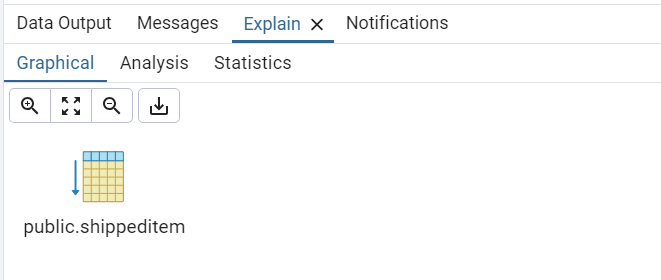 Data Output Messages Explain Notifications
Graphical Analysis Statistics
public.shippeditem